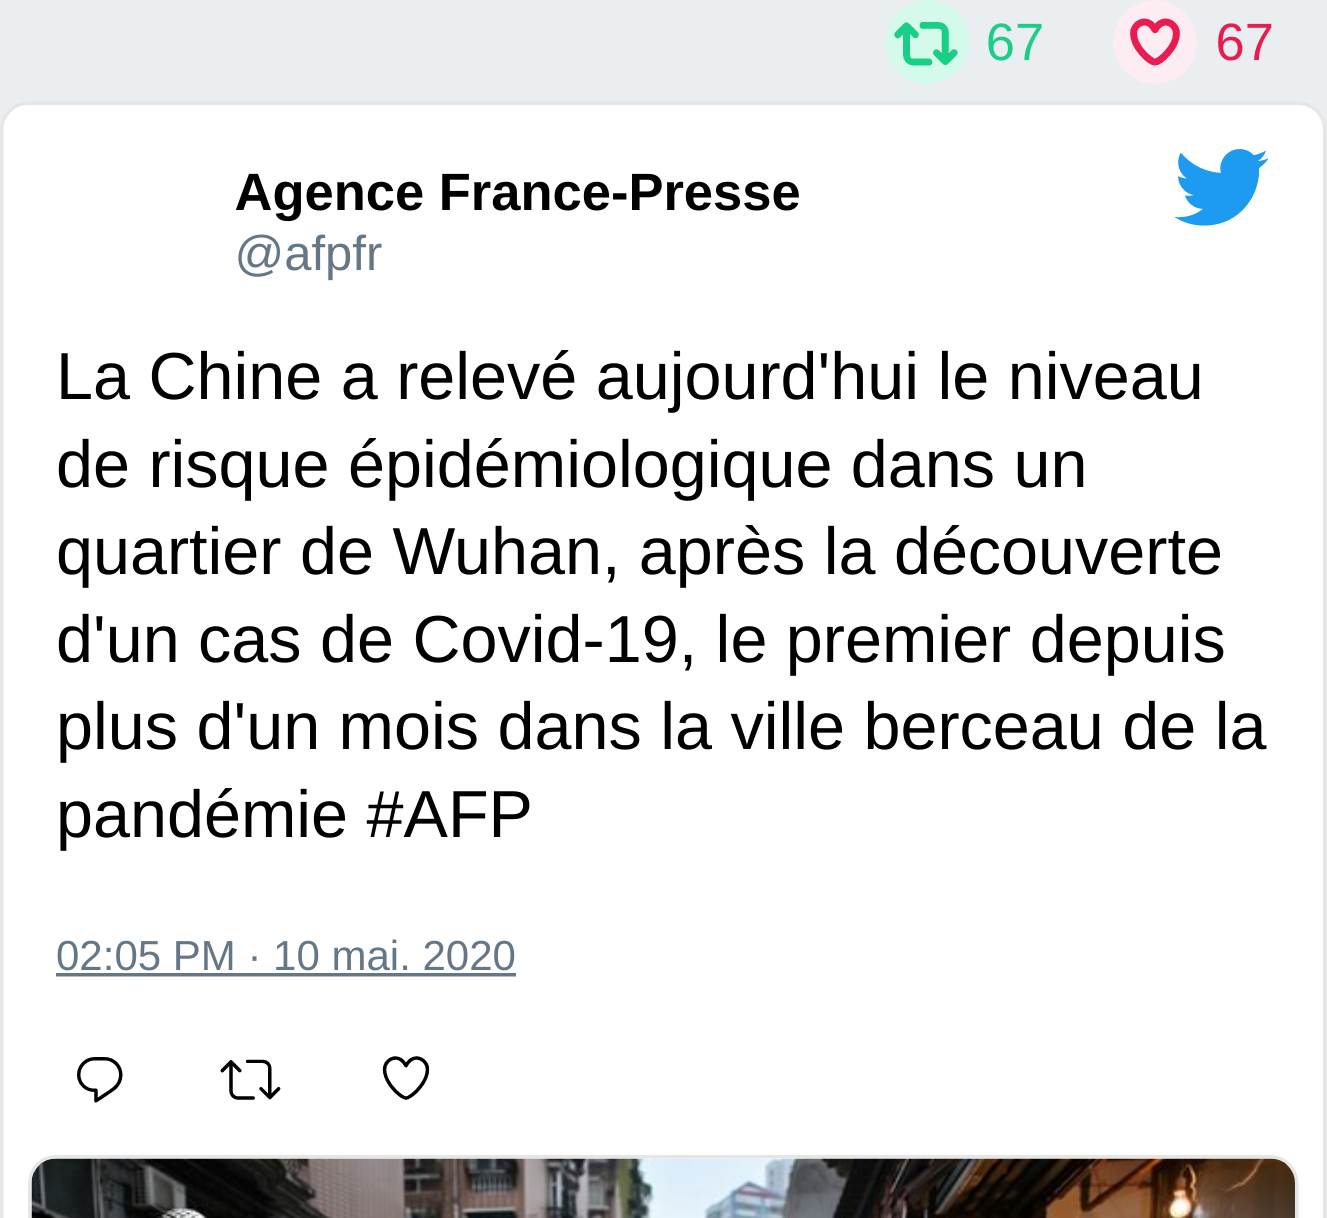 67 67
Agence France-Presse
@afpfr
La Chine a relevé aujourd'hui le niveau
de risque épidémiologique dans un
quartier de Wuhan, après la découverte
d'un cas de Covid-19, le premier depuis
plus d'un mois dans la ville berceau de la
pandémie #AFP
02:05 PM · 10 mai. 2020